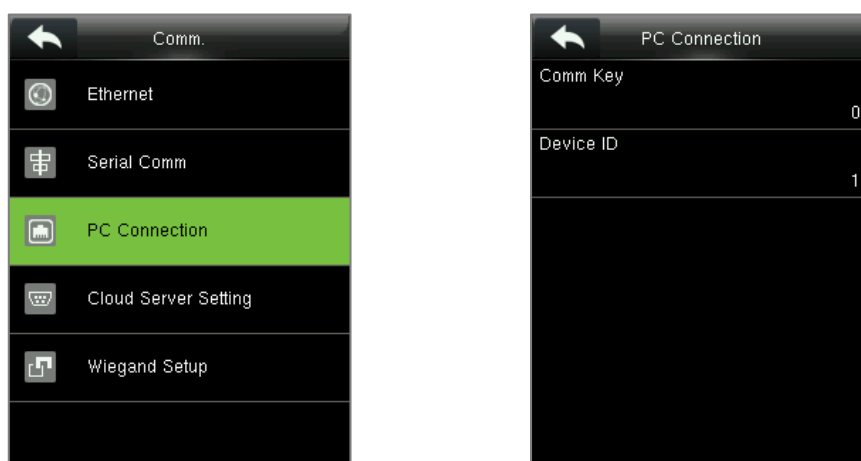 Comm.
Ethernet
Serial Comm
PC Connection
Cloud Server Setting
Wiegand Setup
PC Connection
Comm Key
0
Device ID
1